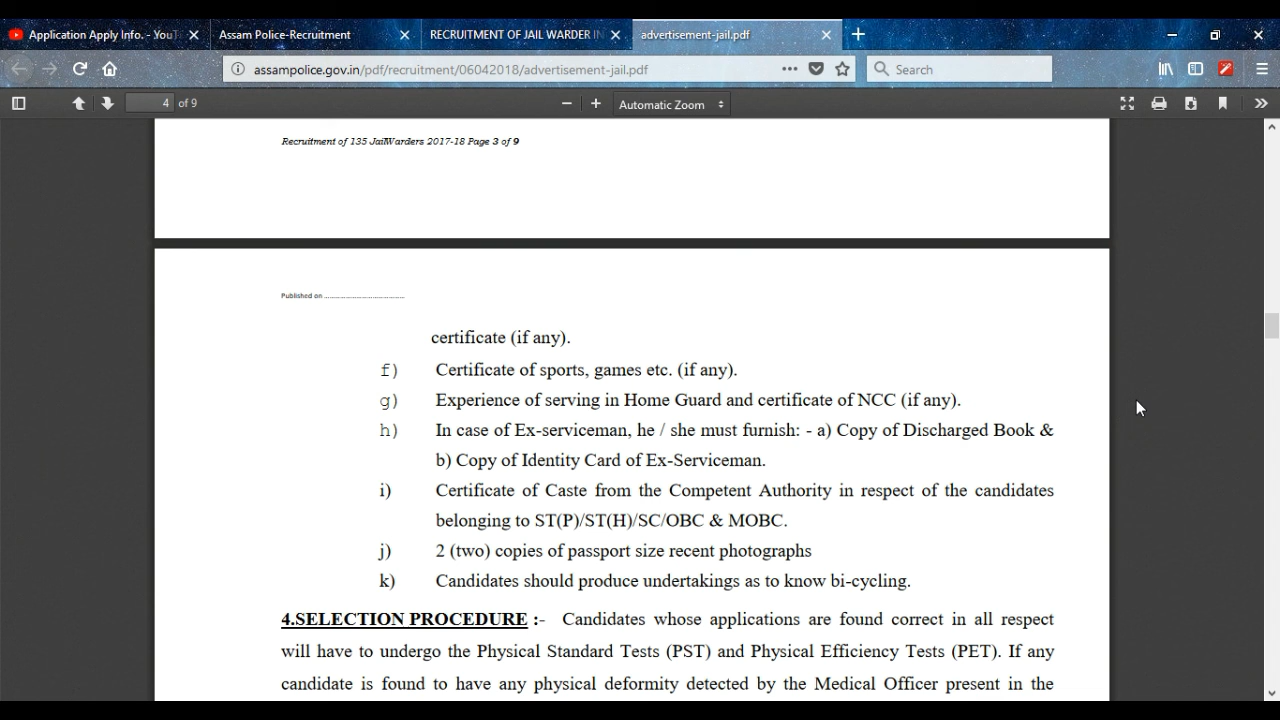 Application Apply Info. - YouT
Assam Police-Recruitment
RECRUITMENT OF JAIL WARDER IN
advertisement-jail.pdf
assampolice.gov.in/pdf/recruitment/06042018/advertisement-jail.pdf
Search
4 of 9
Automatic Zoom
Recruitment of 135 JailWarders 2017-18 Page 3 of 9
Published on ........................................
certificate (if any).
f) Certificate of sports, games etc. (if any).
g) Experience of serving in Home Guard and certificate of NCC (if any).
h) In case of Ex-serviceman, he / she must furnish: - a) Copy of Discharged Book &
b) Copy of Identity Card of Ex-Serviceman.
i) Certificate of Caste from the Competent Authority in respect of the candidates
belonging to ST(P)/ST(H)/SC/OBC & MOBC.
j) 2 (two) copies of passport size recent photographs
k) Candidates should produce undertakings as to know bi-cycling.
4.SELECTION PROCEDURE :- Candidates whose applications are found correct in all respect
will have to undergo the Physical Standard Tests (PST) and Physical Efficiency Tests (PET). If any
candidate is found to have any physical deformity detected by the Medical Officer present in the